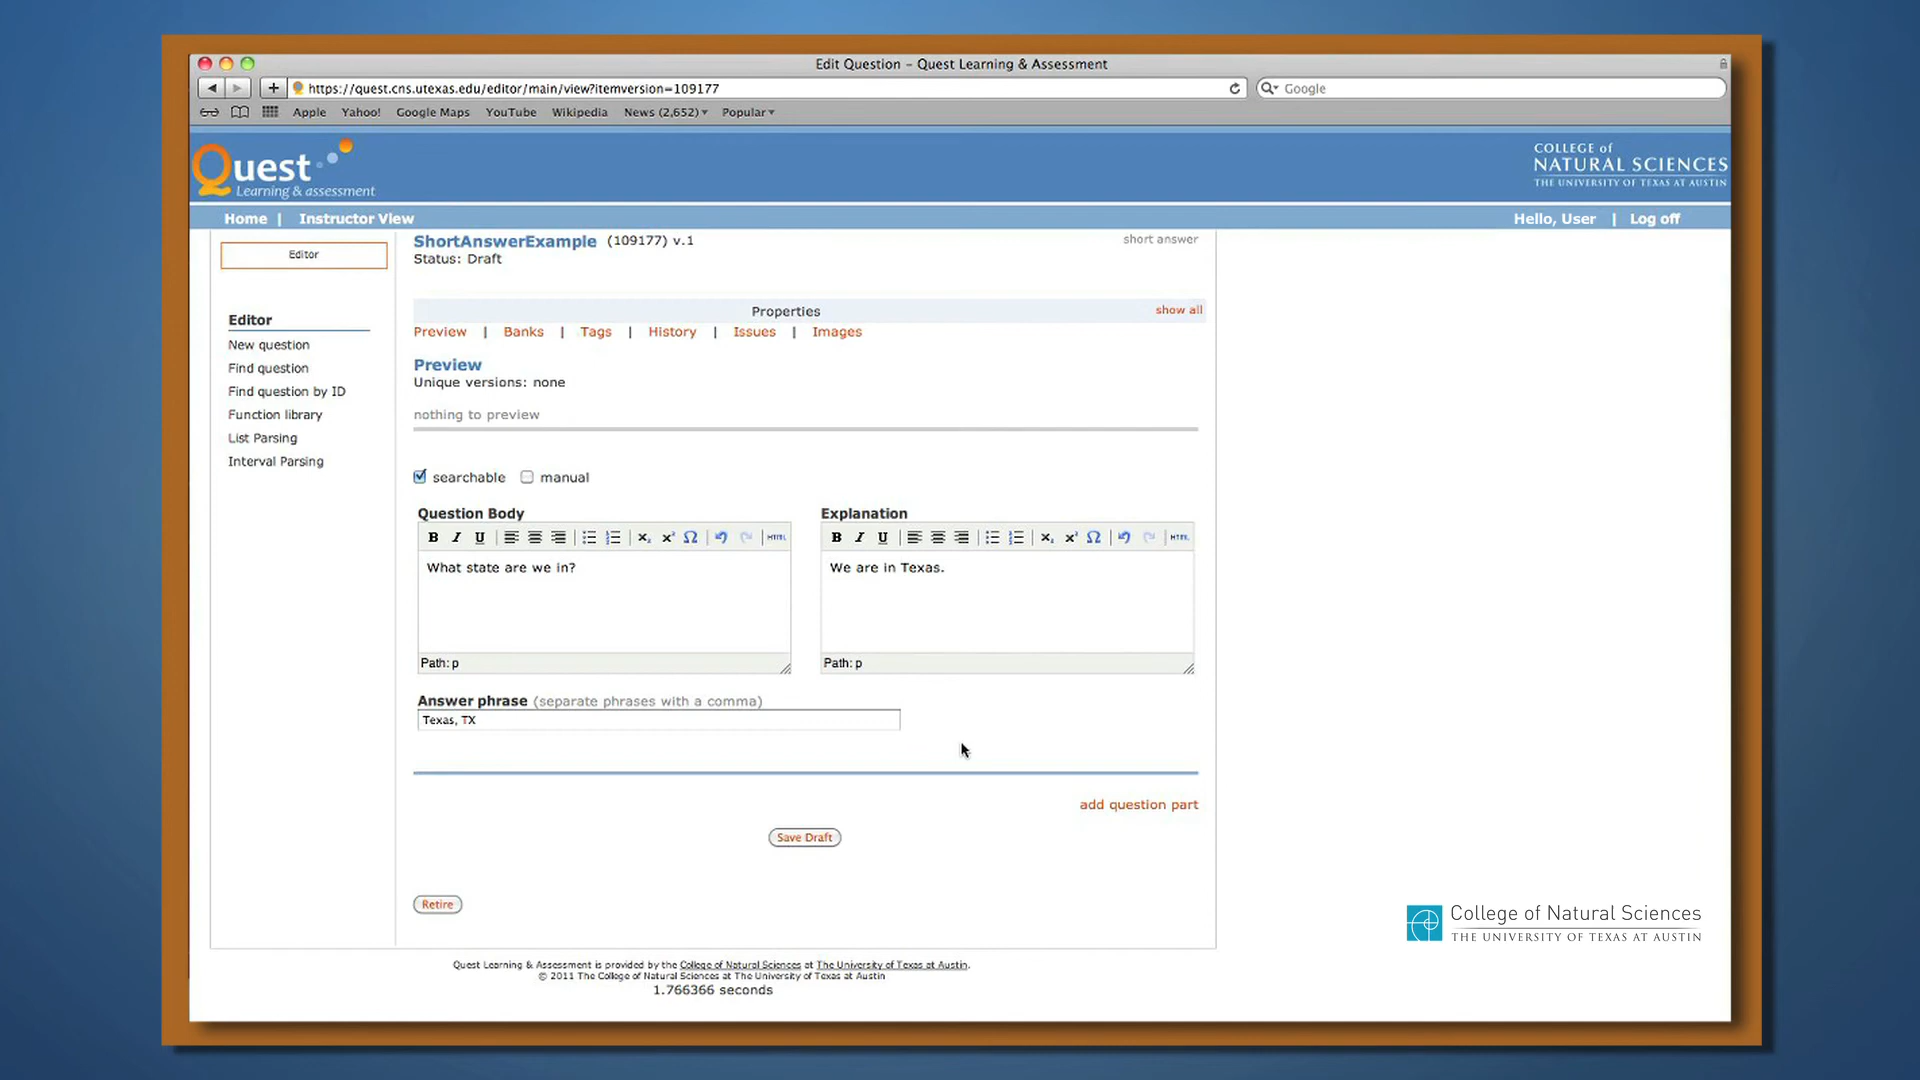 Edit Question – Quest Learning & Assessment
https://quest.cns.utexas.edu/editor/main/view?itemversion=109177
Google
Apple Yahoo! Google Maps YouTube Wikipedia News (2,652) Popular
Quest
Learning & assessment
COLLEGE of
NATURAL SCIENCES
THE UNIVERSITY OF TEXAS AT AUSTIN
Home | Instructor View
Hello, User | Log off
Editor
Editor
New question
Find question
Find question by ID
Function library
List Parsing
Interval Parsing
ShortAnswerExample (109177) v.1
short answer
Status: Draft
Properties
show all
Preview | Banks | Tags | History | Issues | Images
Preview
Unique versions: none
nothing to preview
searchable manual
Question Body
B I U x₂ x² Ω HTML
What state are we in?
Path: p
Explanation
B I U x₂ x² Ω HTML
We are in Texas.
Path: p
Answer phrase (separate phrases with a comma)
Texas, TX
add question part
Save Draft
Retire
College of Natural Sciences
THE UNIVERSITY OF TEXAS AT AUSTIN
Quest Learning & Assessment is provided by the College of Natural Sciences at The University of Texas at Austin.
© 2011 The College of Natural Sciences at The University of Texas at Austin
1.766366 seconds